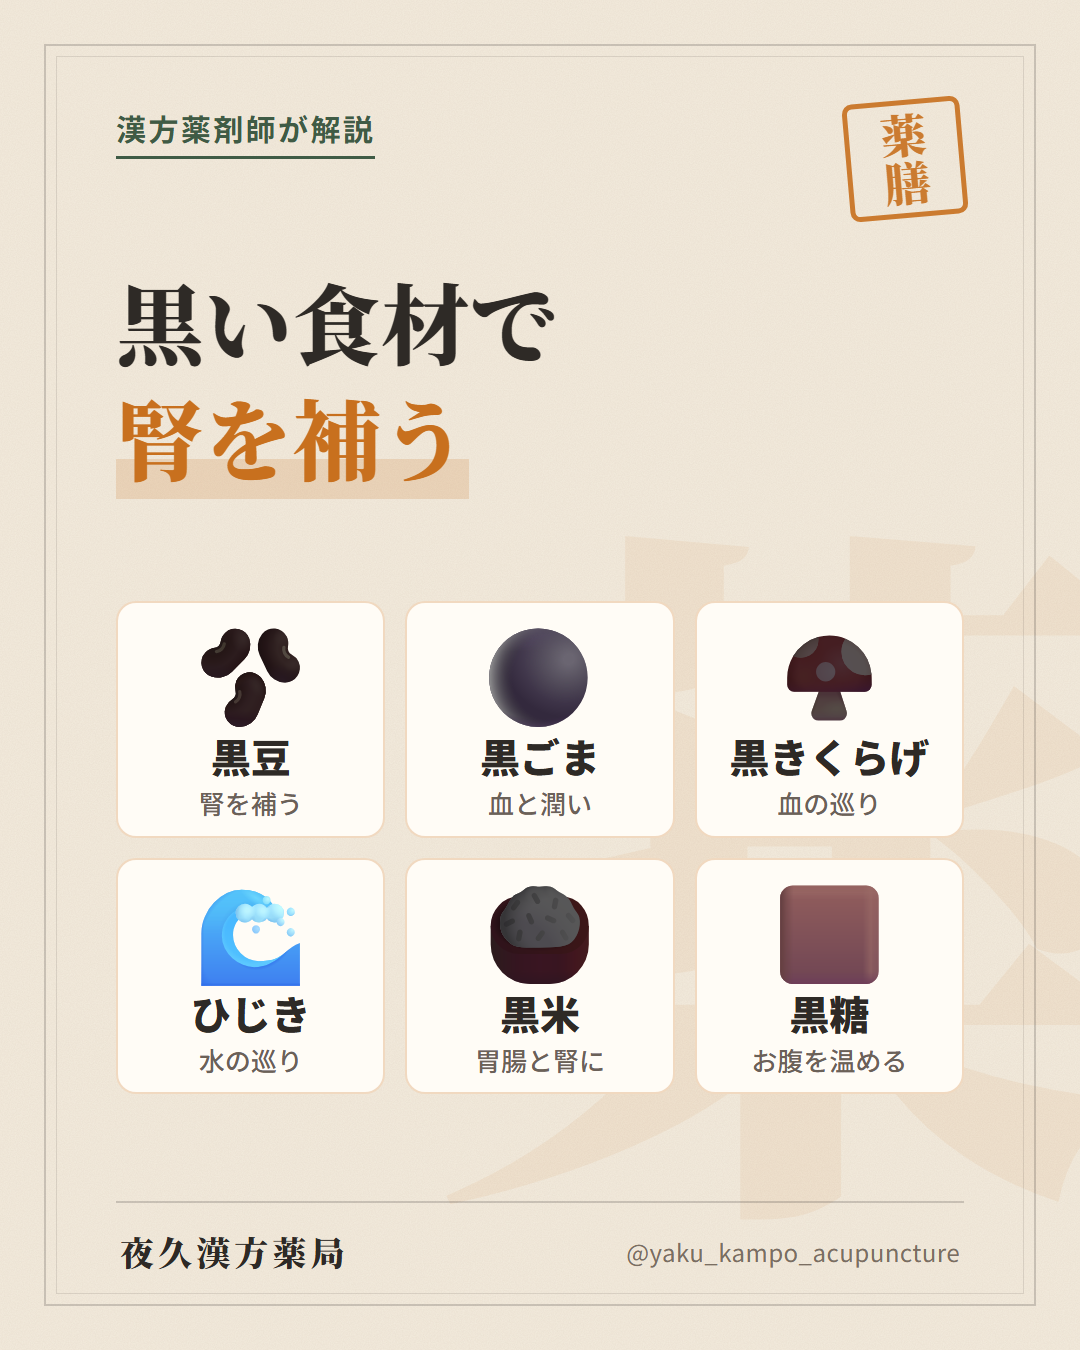 漢方薬剤師が解説
薬
膳
黒い食材で
腎を補う
黒豆
腎を補う
黒ごま
血と潤い
黒きくらげ
血の巡り
ひじき
水の巡り
黒米
胃腸と腎に
黒糖
お腹を温める
夜久漢方薬局
@yaku_kampo_acupuncture